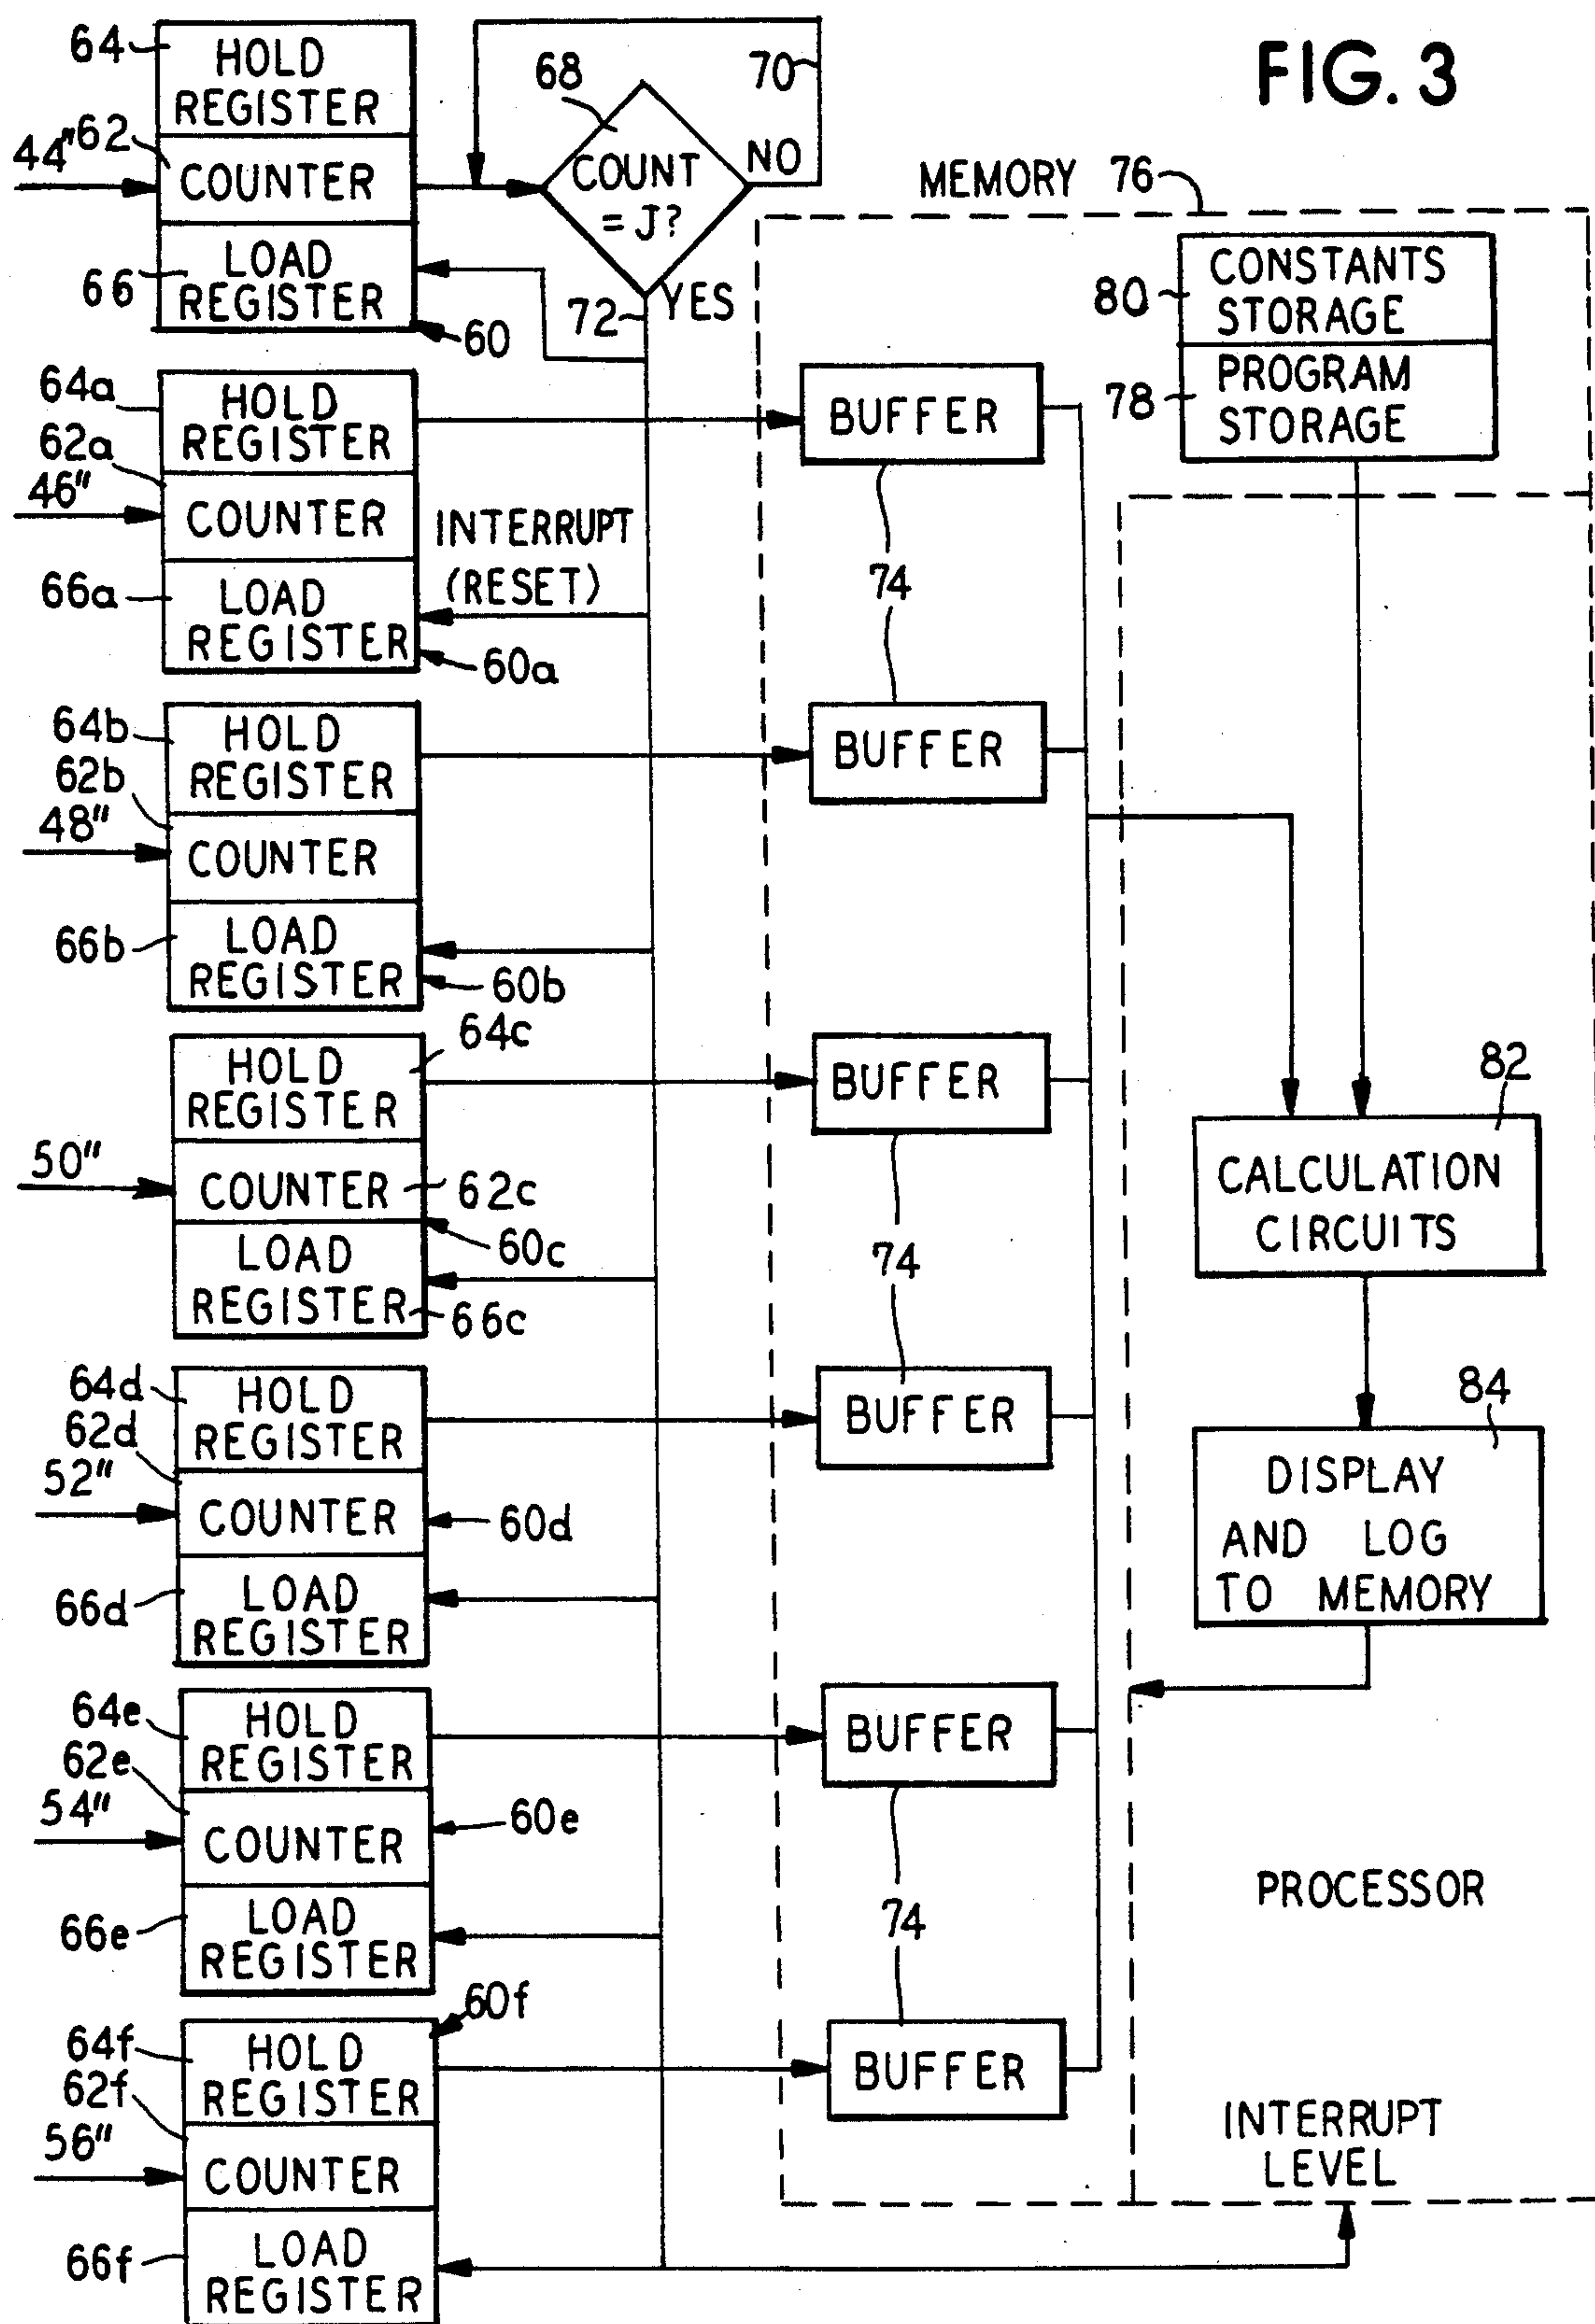 FIG. 3
64
HOLD
REGISTER
62
44"
COUNTER
66
LOAD
REGISTER
60
68
COUNT
= J?
NO
70
YES
72
MEMORY 76
80
CONSTANTS
STORAGE
78
PROGRAM
STORAGE
64a
HOLD
REGISTER
62a
46"
COUNTER
66a
LOAD
REGISTER
60a
INTERRUPT
(RESET)
BUFFER
74
BUFFER
64b
HOLD
REGISTER
62b
48"
COUNTER
66b
LOAD
REGISTER
60b
64c
HOLD
REGISTER
50"
COUNTER
62c
60c
LOAD
REGISTER
66c
BUFFER
74
BUFFER
82
CALCULATION
CIRCUITS
84
DISPLAY
AND LOG
TO MEMORY
64d
HOLD
REGISTER
62d
52"
COUNTER
60d
66d
LOAD
REGISTER
64e
HOLD
REGISTER
62e
54"
COUNTER
60e
66e
LOAD
REGISTER
BUFFER
74
BUFFER
PROCESSOR
60f
64f
HOLD
REGISTER
62f
56"
COUNTER
66f
LOAD
REGISTER
INTERRUPT
LEVEL